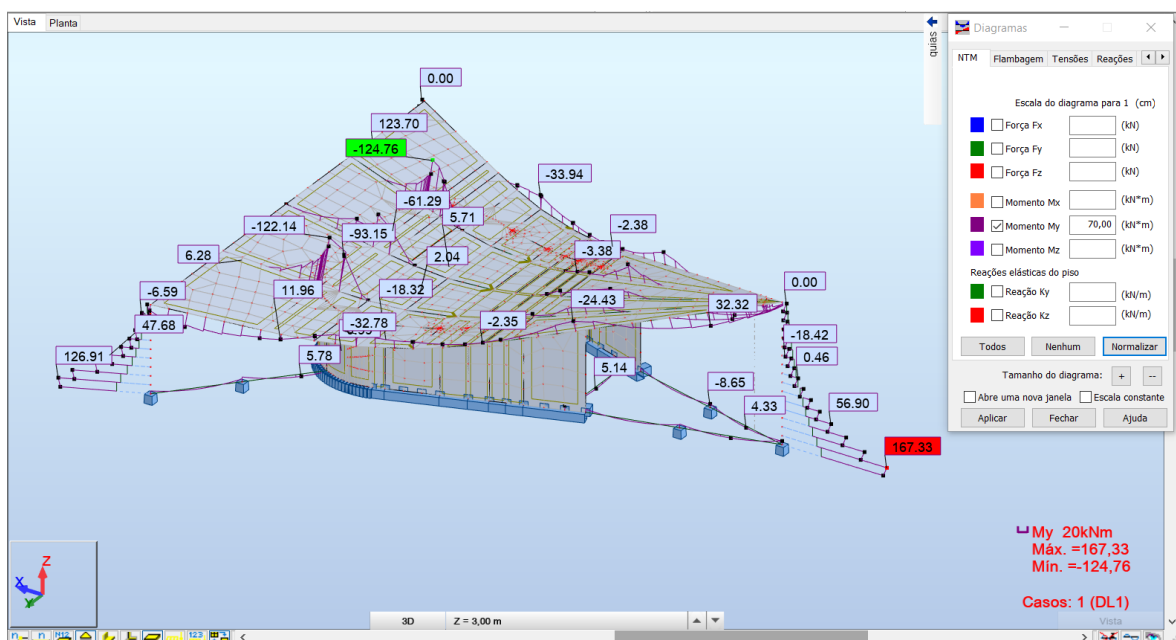 Vista
Planta
quisas
0.00
123.70
-124.76
-33.94
-61.29
5.71
-122.14
-93.15
-2.38
6.28
2.04
-3.38
-6.59
11.96
-18.32
-24.43
32.32
0.00
47.68
-32.78
-2.35
-18.42
126.91
5.78
5.14
0.46
-8.65
4.33
56.90
167.33
My 20kNm
Máx. =167,33
Mín. =-124,76
Casos: 1 (DL1)
Vista
Z
X
Y
3D
Z = 3,00 m
Diagramas
NTM
Flambagem
Tensões
Reações
Escala do diagrama para 1 (cm)
Força Fx (kN)
Força Fy (kN)
Força Fz (kN)
Momento Mx (kN*m)
Momento My 70,00 (kN*m)
Momento Mz (kN*m)
Reações elásticas do piso
Reação Ky (kN/m)
Reação Kz (kN/m)
Todos
Nenhum
Normalizar
Tamanho do diagrama: + --
Abre uma nova janela
Escala constante
Aplicar
Fechar
Ajuda